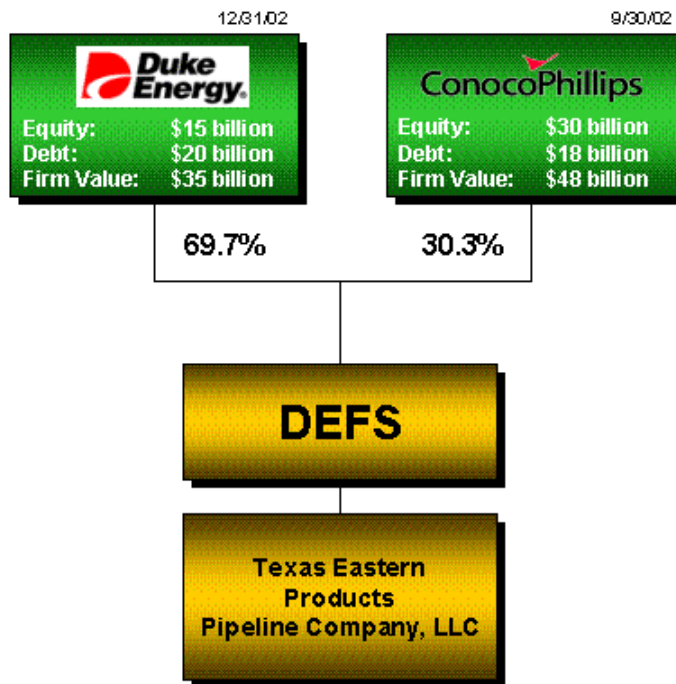 12/31/02
Duke
Energy®
Equity: $15 billion
Debt: $20 billion
Firm Value: $35 billion
9/30/02
ConocoPhillips
Equity: $30 billion
Debt: $18 billion
Firm Value: $48 billion
69.7%
30.3%
DEFS
Texas Eastern
Products
Pipeline Company, LLC